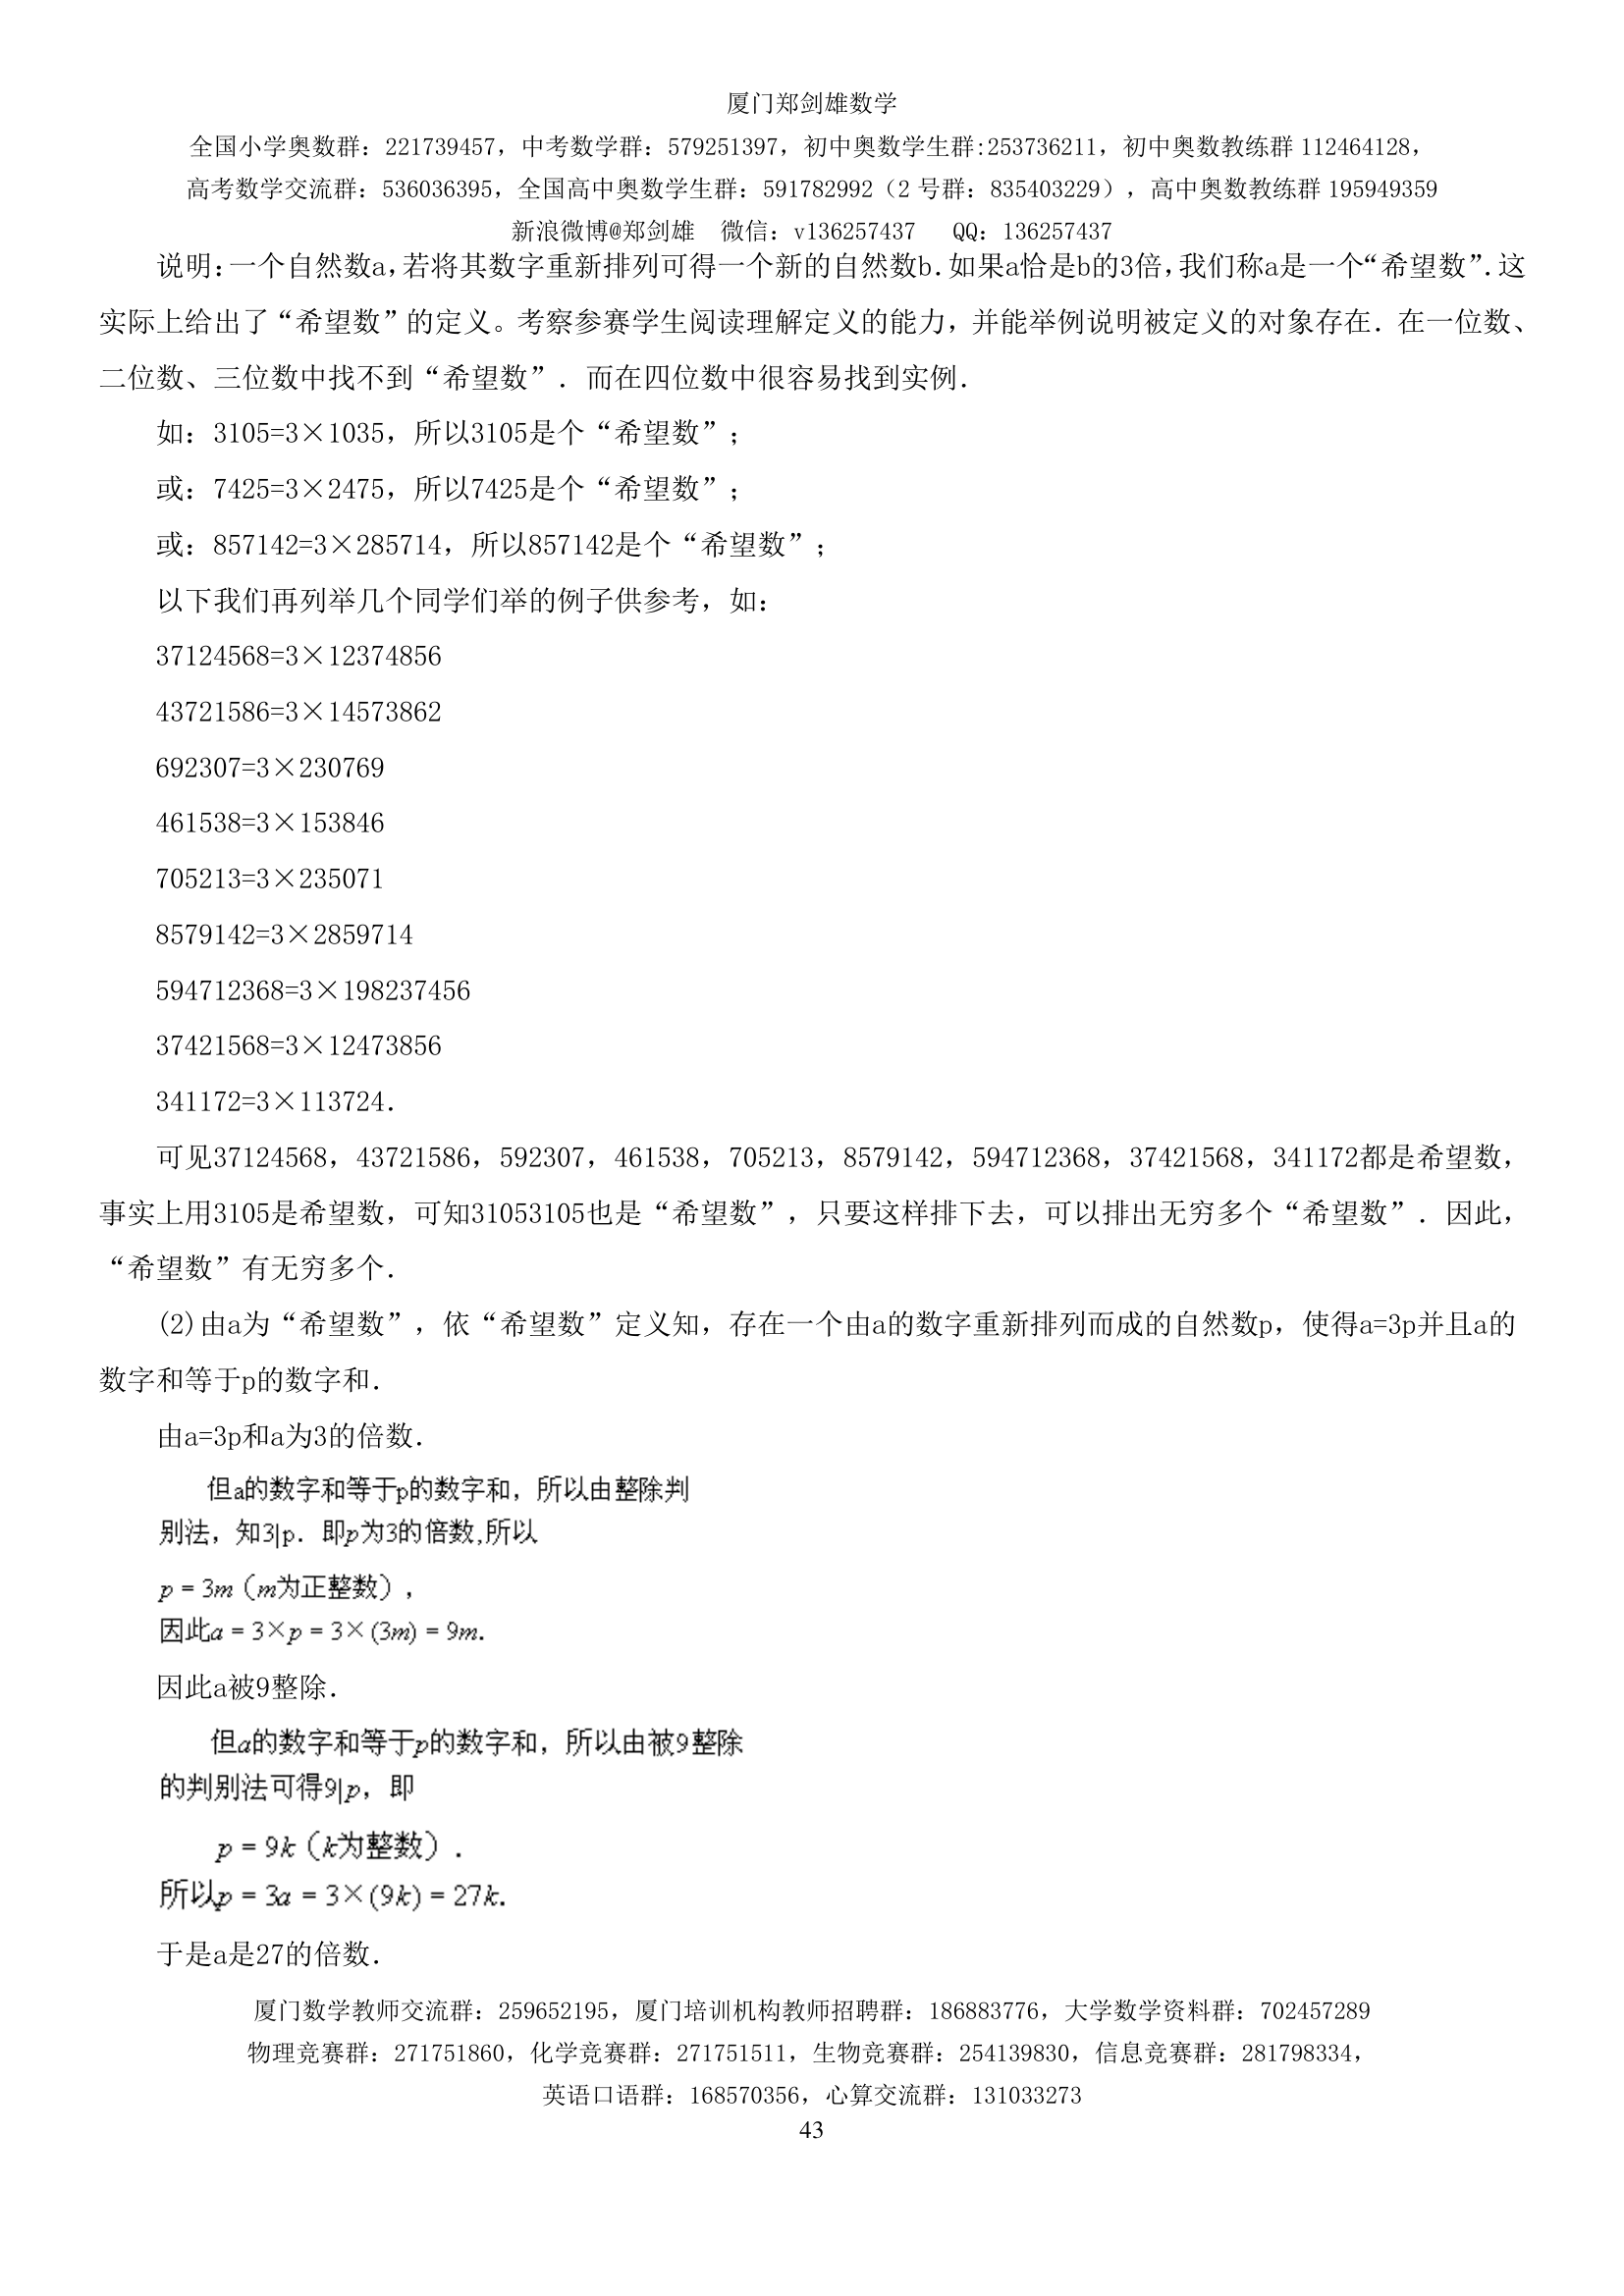 厦门郑剑雄数学
全国小学奥数群：221739457，中考数学群：579251397，初中奥数学生群:253736211，初中奥数教练群 112464128，
高考数学交流群：536036395，全国高中奥数学生群：591782992（2 号群：835403229），高中奥数教练群 195949359
新浪微博@郑剑雄 微信：v136257437 QQ：136257437
说明：一个自然数a，若将其数字重新排列可得一个新的自然数b．如果a恰是b的3倍，我们称a是一个“希望数”．这
实际上给出了“希望数”的定义。考察参赛学生阅读理解定义的能力，并能举例说明被定义的对象存在．在一位数、
二位数、三位数中找不到“希望数”．而在四位数中很容易找到实例．
如：3105=3×1035，所以3105是个“希望数”；
或：7425=3×2475，所以7425是个“希望数”；
或：857142=3×285714，所以857142是个“希望数”；
以下我们再列举几个同学们举的例子供参考，如：
37124568=3×12374856
43721586=3×14573862
692307=3×230769
461538=3×153846
705213=3×235071
8579142=3×2859714
594712368=3×198237456
37421568=3×12473856
341172=3×113724．
可见37124568，43721586，592307，461538，705213，8579142，594712368，37421568，341172都是希望数，
事实上用3105是希望数，可知31053105也是“希望数”，只要这样排下去，可以排出无穷多个“希望数”．因此，
“希望数”有无穷多个．
(2)由a为“希望数”，依“希望数”定义知，存在一个由a的数字重新排列而成的自然数p，使得a=3p并且a的
数字和等于p的数字和．
由a=3p和a为3的倍数．
但a的数字和等于p的数字和，所以由整除判
别法，知3|p．即p为3的倍数,所以
p = 3m（m为正整数），
因此a = 3×p = 3×(3m) = 9m.
因此a被9整除．
但a的数字和等于p的数字和，所以由被9整除
的判别法可得9|p，即
p = 9k（k为整数）．
所以p = 3a = 3×(9k) = 27k.
于是a是27的倍数．
厦门数学教师交流群：259652195，厦门培训机构教师招聘群：186883776，大学数学资料群：702457289
物理竞赛群：271751860，化学竞赛群：271751511，生物竞赛群：254139830，信息竞赛群：281798334，
英语口语群：168570356，心算交流群：131033273
43